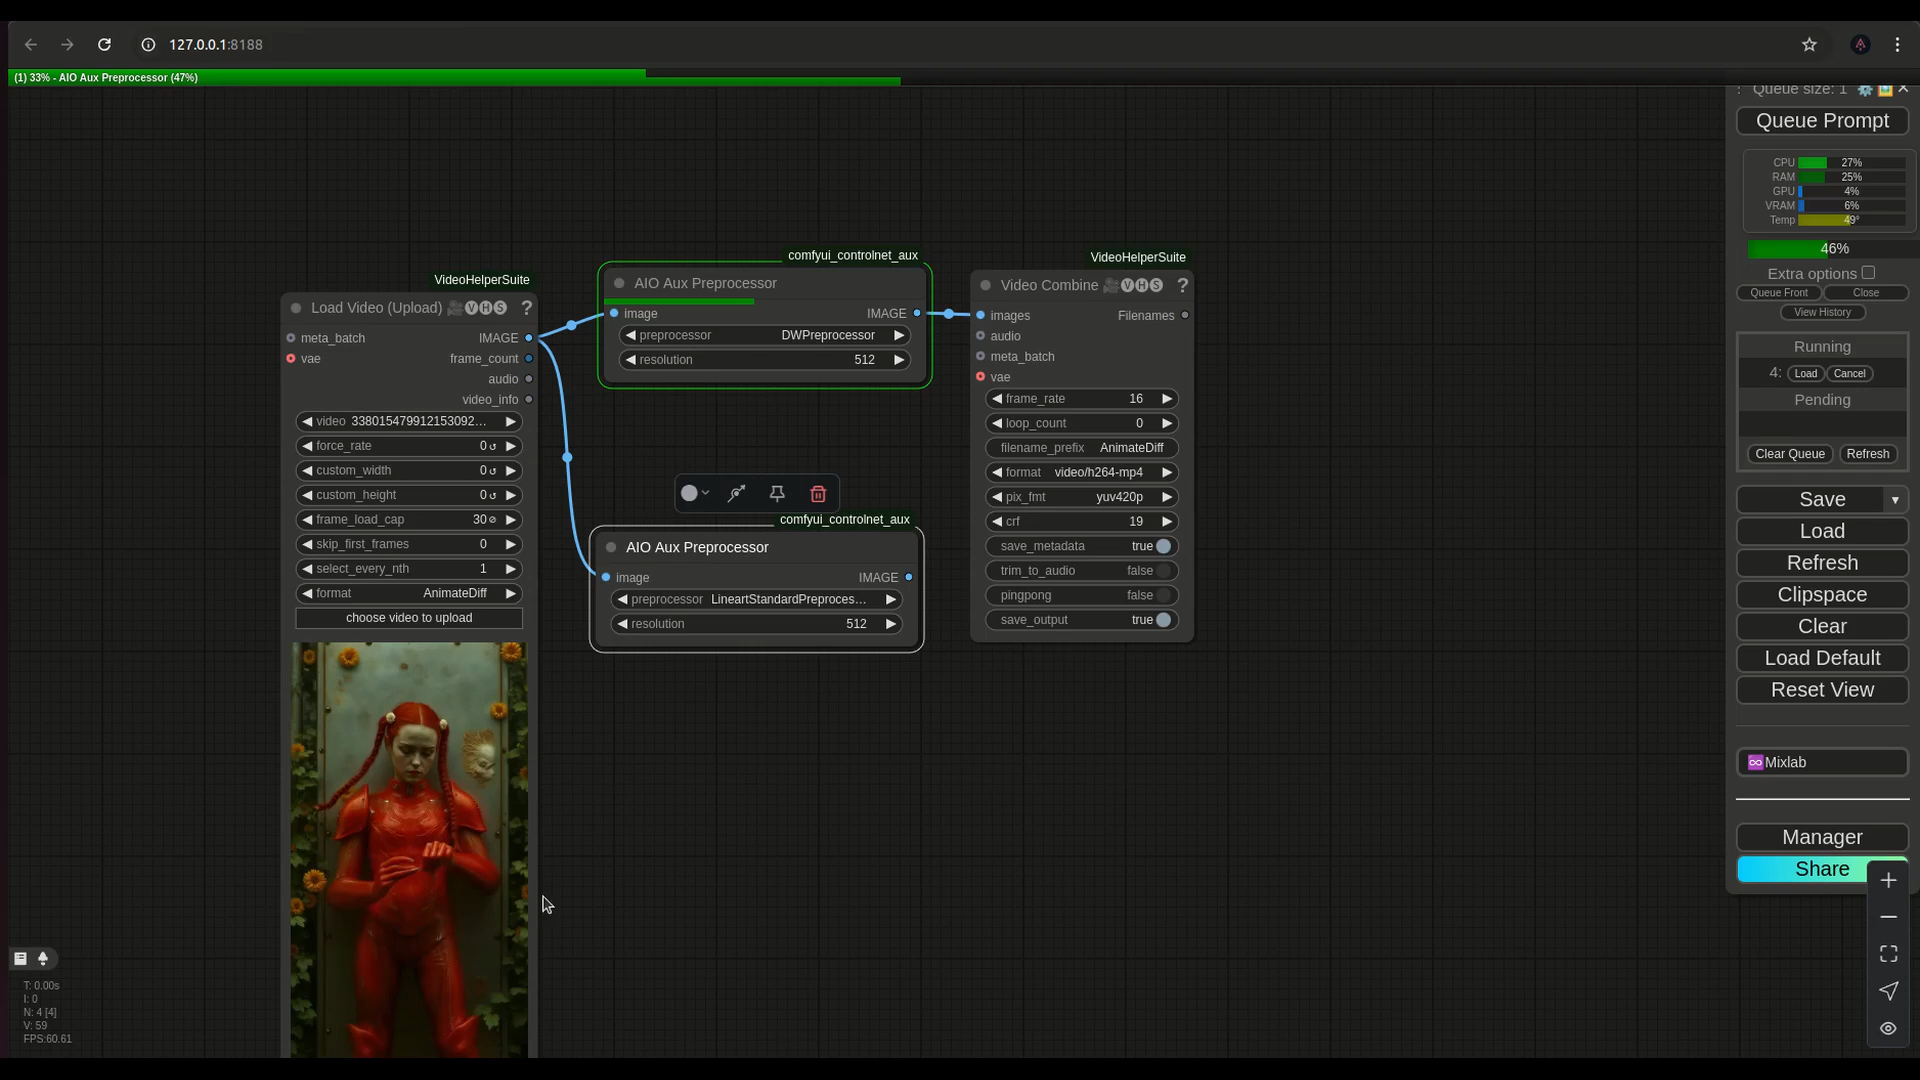 127.0.0.1:8188
(1) 33% - AIO Aux Preprocessor (47%)
Queue size: 1
Queue Prompt
CPU 27%
RAM 25%
GPU 4%
VRAM 6%
Temp 49°
46%
Extra options
Queue Front Close
View History
Running
4: Load Cancel
Pending
Clear Queue Refresh
Save
Load
Refresh
Clipspace
Clear
Load Default
Reset View
Mixlab
Manager
Share
VideoHelperSuite
Load Video (Upload) VHS ?
meta_batch IMAGE
vae frame_count
audio
video_info
video 338015479912153092...
force_rate 0
custom_width 0
custom_height 0
frame_load_cap 30
skip_first_frames 0
select_every_nth 1
format AnimateDiff
choose video to upload
comfyui_controlnet_aux
AIO Aux Preprocessor
image IMAGE
preprocessor DWPreprocessor
resolution 512
comfyui_controlnet_aux
AIO Aux Preprocessor
image IMAGE
preprocessor LineartStandardPreproces...
resolution 512
VideoHelperSuite
Video Combine VHS ?
images Filenames
audio
meta_batch
vae
frame_rate 16
loop_count 0
filename_prefix AnimateDiff
format video/h264-mp4
pix_fmt yuv420p
crf 19
save_metadata true
trim_to_audio false
pingpong false
save_output true
T: 0.00s
I: 0
N: 4 [4]
V: 59
FPS:60.61